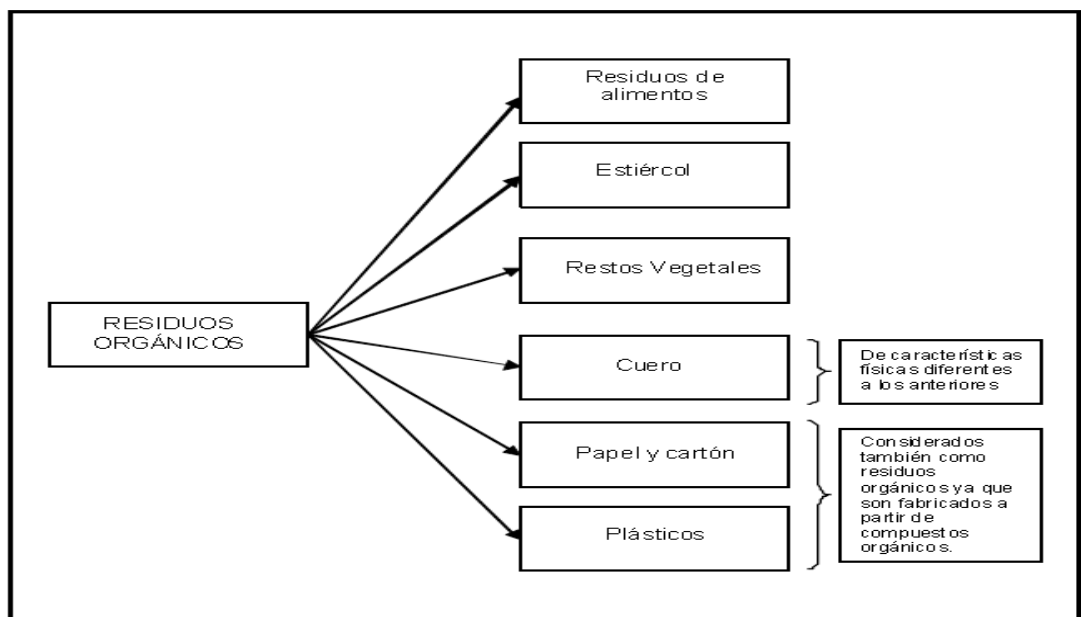 Residuos de
alimentos
Estiércol
Restos Vegetales
RESIDUOS
ORGÁNICOS
Cuero
De características
físicas diferentes
a los anteriores
Papel y cartón
Considerados
también como
residuos
orgánicos ya que
son fabricados a
partir de
compuestos
orgánicos.
Plásticos